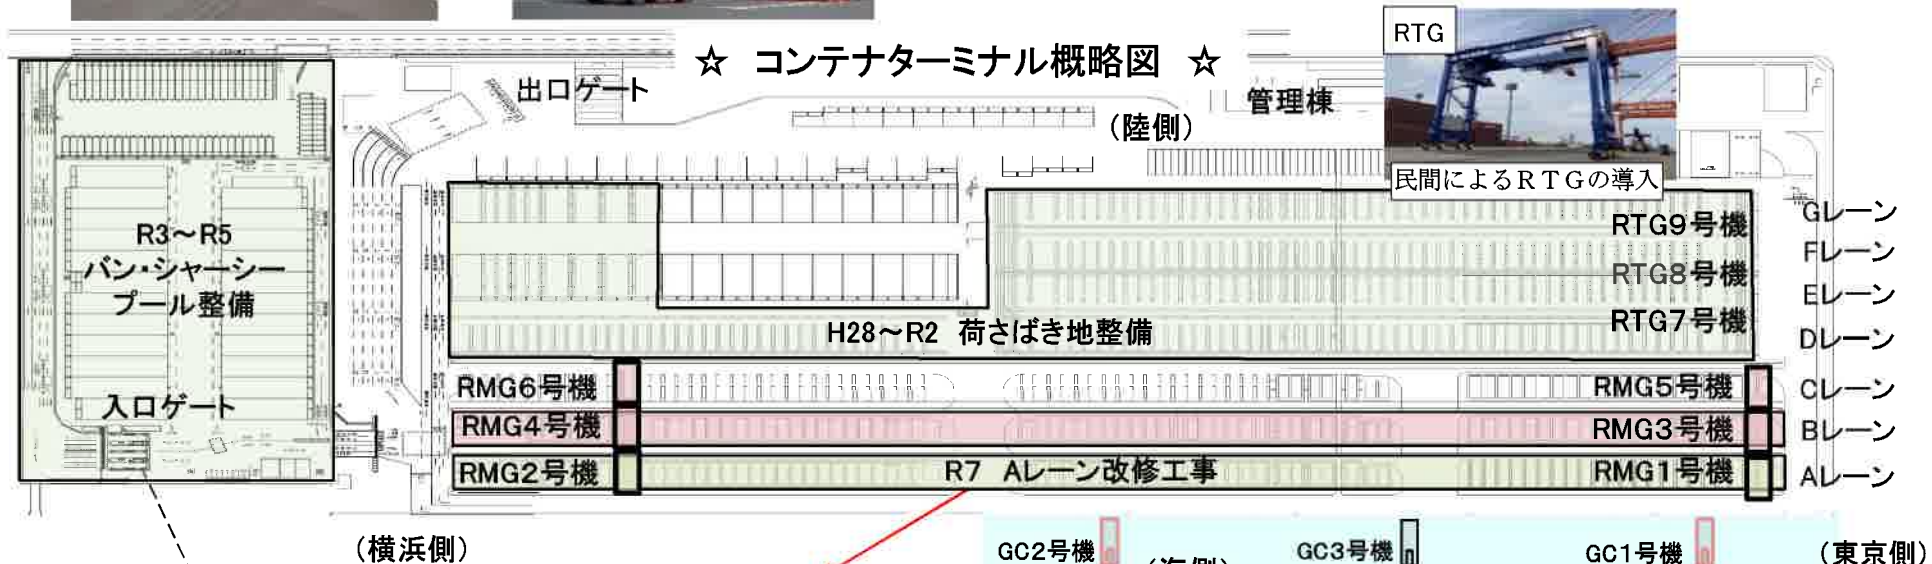 RTG
☆ コンテナターミナル概略図 ☆
出口ゲート
管理棟
(陸側)
民間によるRTGの導入
R3~R5
バン・シャーシー
プール整備
入口ゲート
RTG9号機
Gレーン
Fレーン
RTG8号機
Eレーン
H28~R2 荷さばき地整備
RTG7号機
Dレーン
RMG6号機
RMG5号機
Cレーン
RMG4号機
RMG3号機
Bレーン
RMG2号機
R7 Aレーン改修工事
RMG1号機
Aレーン
(横浜側)
GC2号機
(海側)
GC3号機
GC1号機
(東京側)